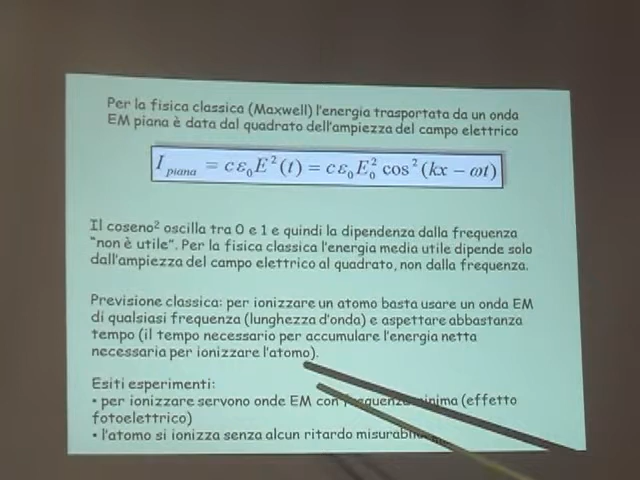 Per la fisica classica (Maxwell) l'energia trasportata da un onda
EM piana è data dal quadrato dell'ampiezza del campo elettrico
I piana = cε₀E²(t) = cε₀E₀² cos²(kx − ωt)
Il coseno² oscilla tra 0 e 1 e quindi la dipendenza dalla frequenza
"non è utile". Per la fisica classica l'energia media utile dipende solo
dall'ampiezza del campo elettrico al quadrato, non dalla frequenza.
Previsione classica: per ionizzare un atomo basta usare un onda EM
di qualsiasi frequenza (lunghezza d'onda) e aspettare abbastanza
tempo (il tempo necessario per accumulare l'energia netta
necessaria per ionizzare l'atomo).
Esiti esperimenti:
• per ionizzare servono onde EM con frequenza minima (effetto
fotoelettrico)
• l'atomo si ionizza senza alcun ritardo